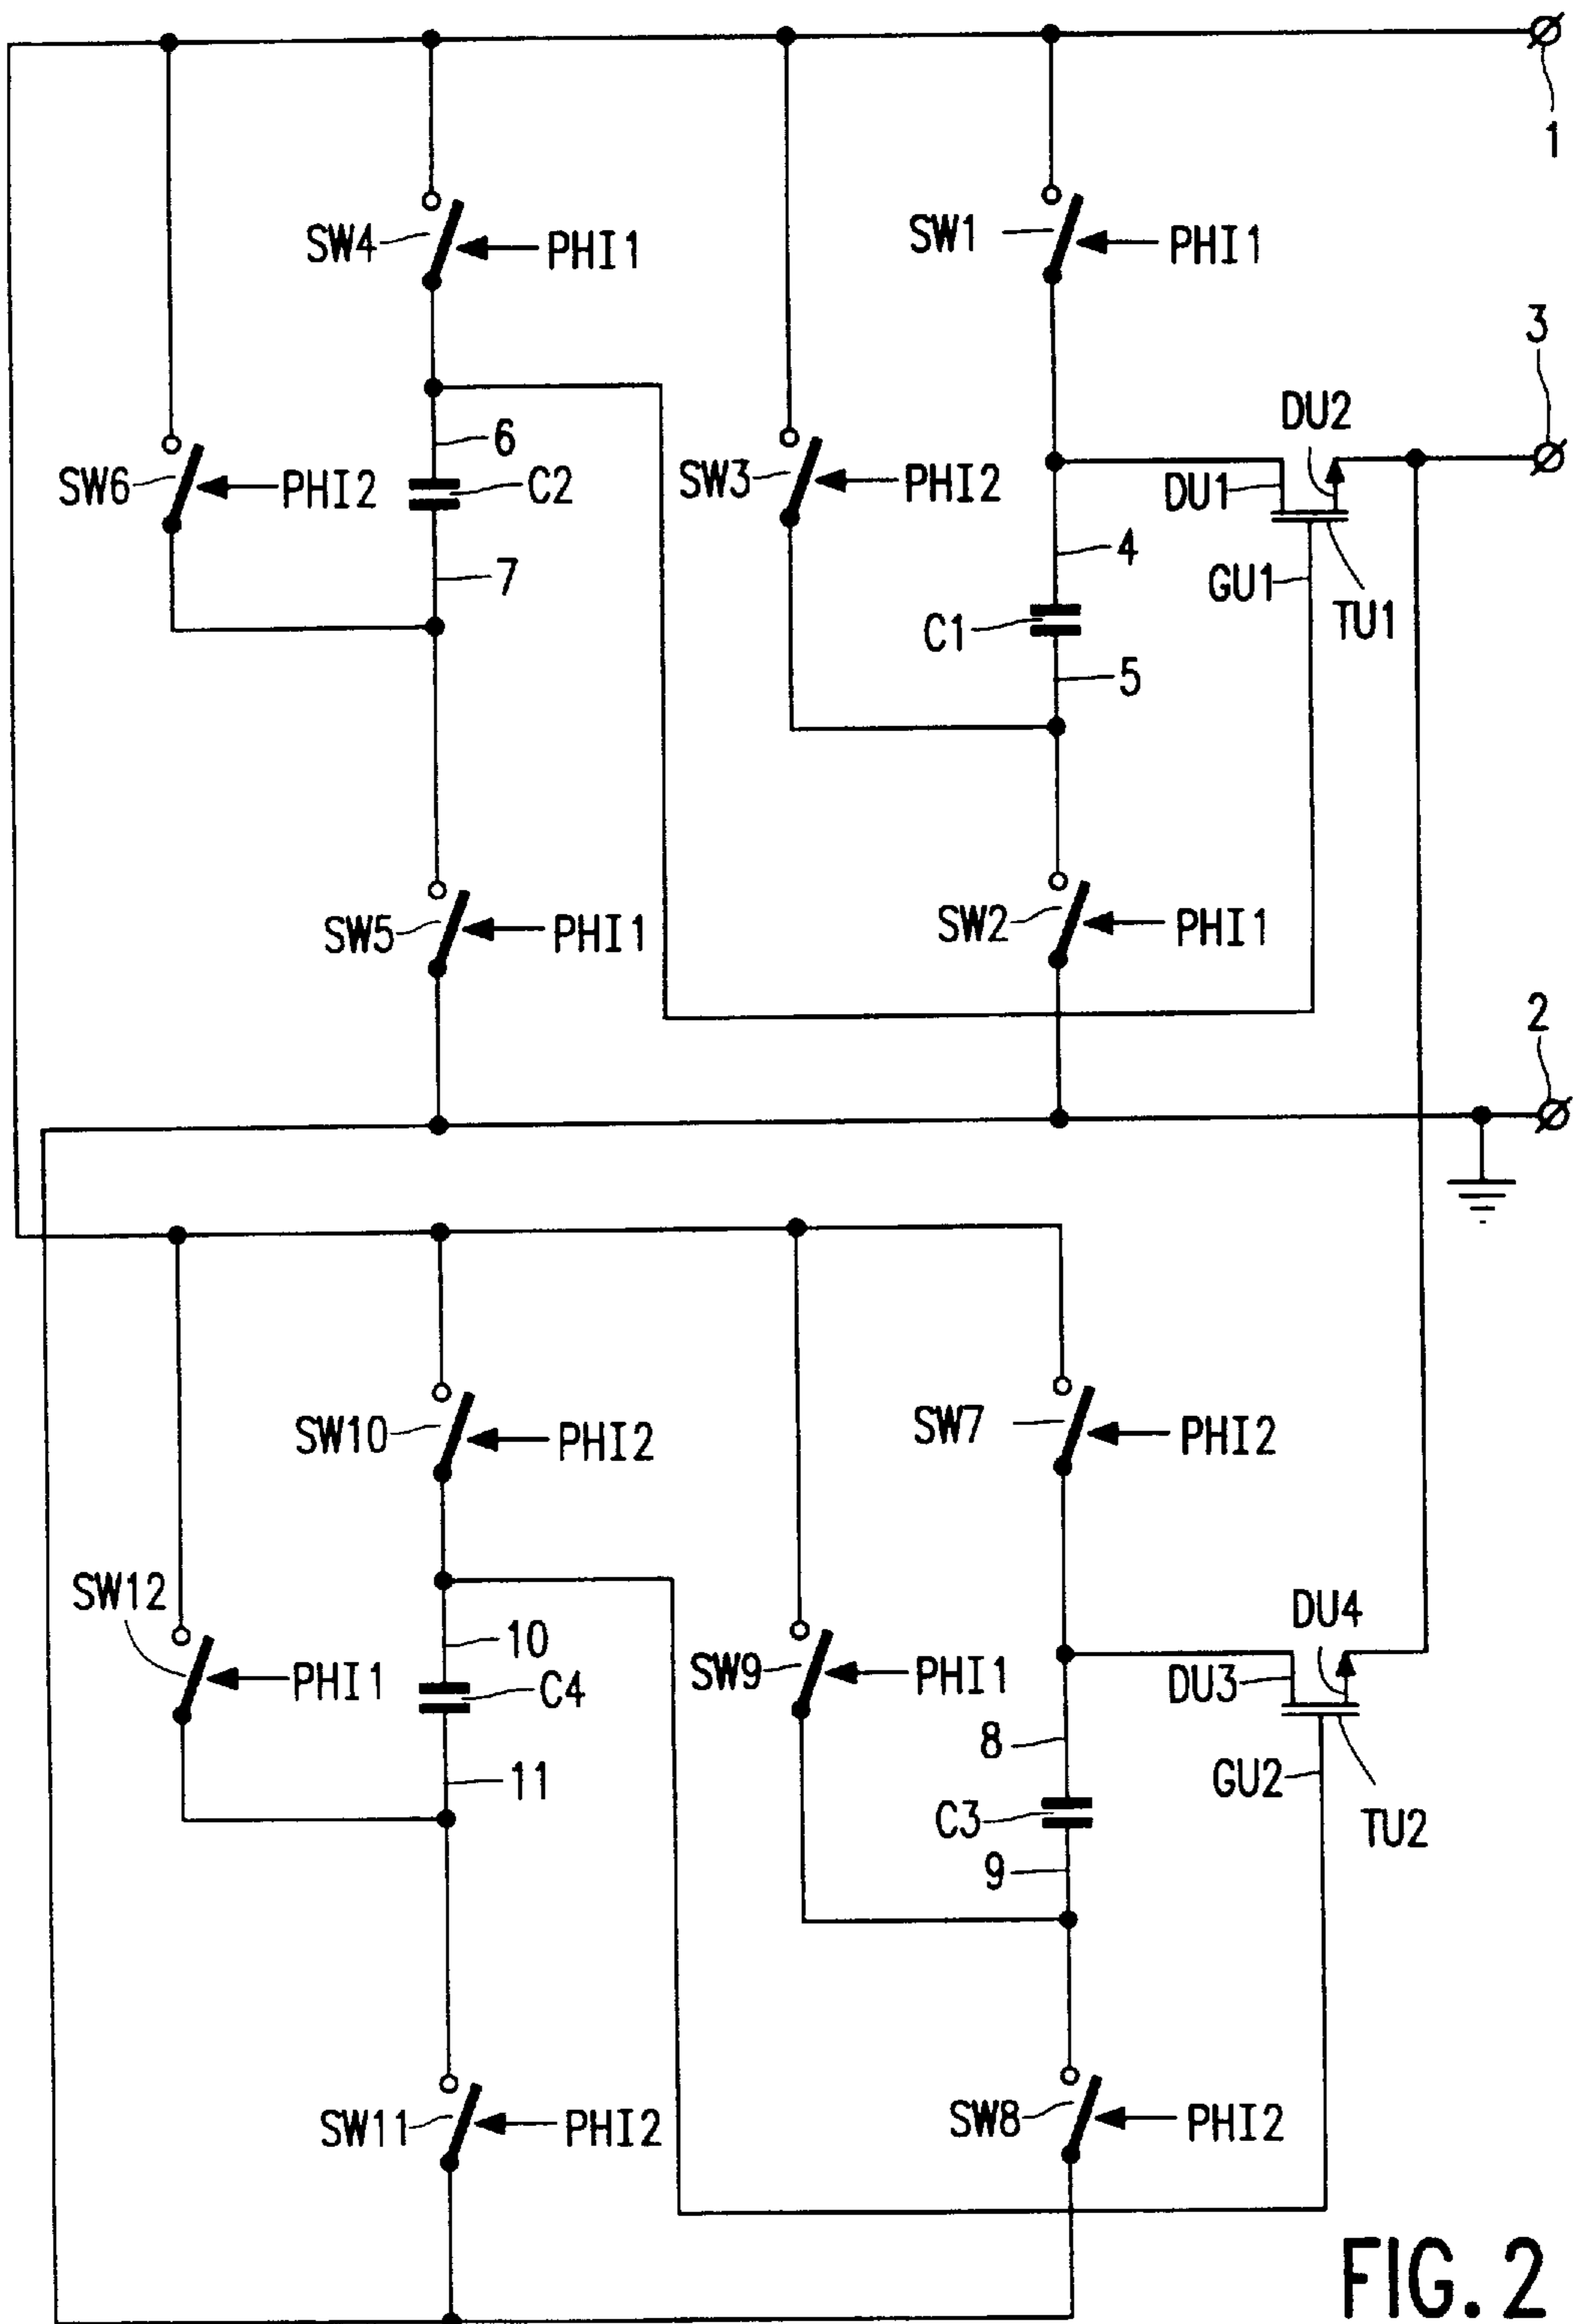 1
SW4
PHI1
SW1
PHI1
3
DU2
SW6
PHI2
6
C2
SW3
PHI2
DU1
7
4
GU1
TU1
C1
5
SW5
PHI1
SW2
PHI1
2
SW10
PHI2
SW7
PHI2
SW12
PHI1
10
C4
SW9
PHI1
DU4
DU3
8
11
GU2
C3
TU2
9
SW11
PHI2
SW8
PHI2
FIG. 2